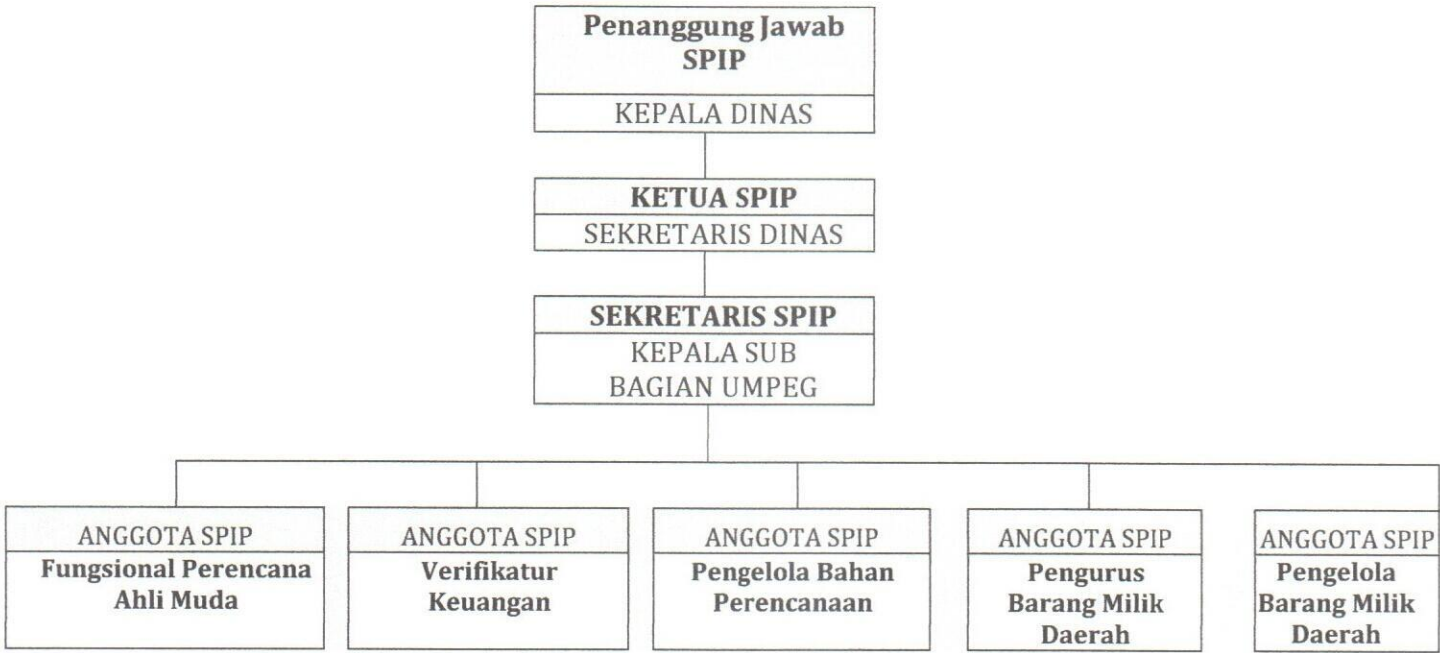 Penanggung Jawab
SPIP
KEPALA DINAS
KETUA SPIP
SEKRETARIS DINAS
SEKRETARIS SPIP
KEPALA SUB
BAGIAN UMPEG
ANGGOTA SPIP
Fungsional Perencana
Ahli Muda
ANGGOTA SPIP
Verifikatur
Keuangan
ANGGOTA SPIP
Pengelola Bahan
Perencanaan
ANGGOTA SPIP
Pengurus
Barang Milik
Daerah
ANGGOTA SPIP
Pengelola
Barang Milik
Daerah